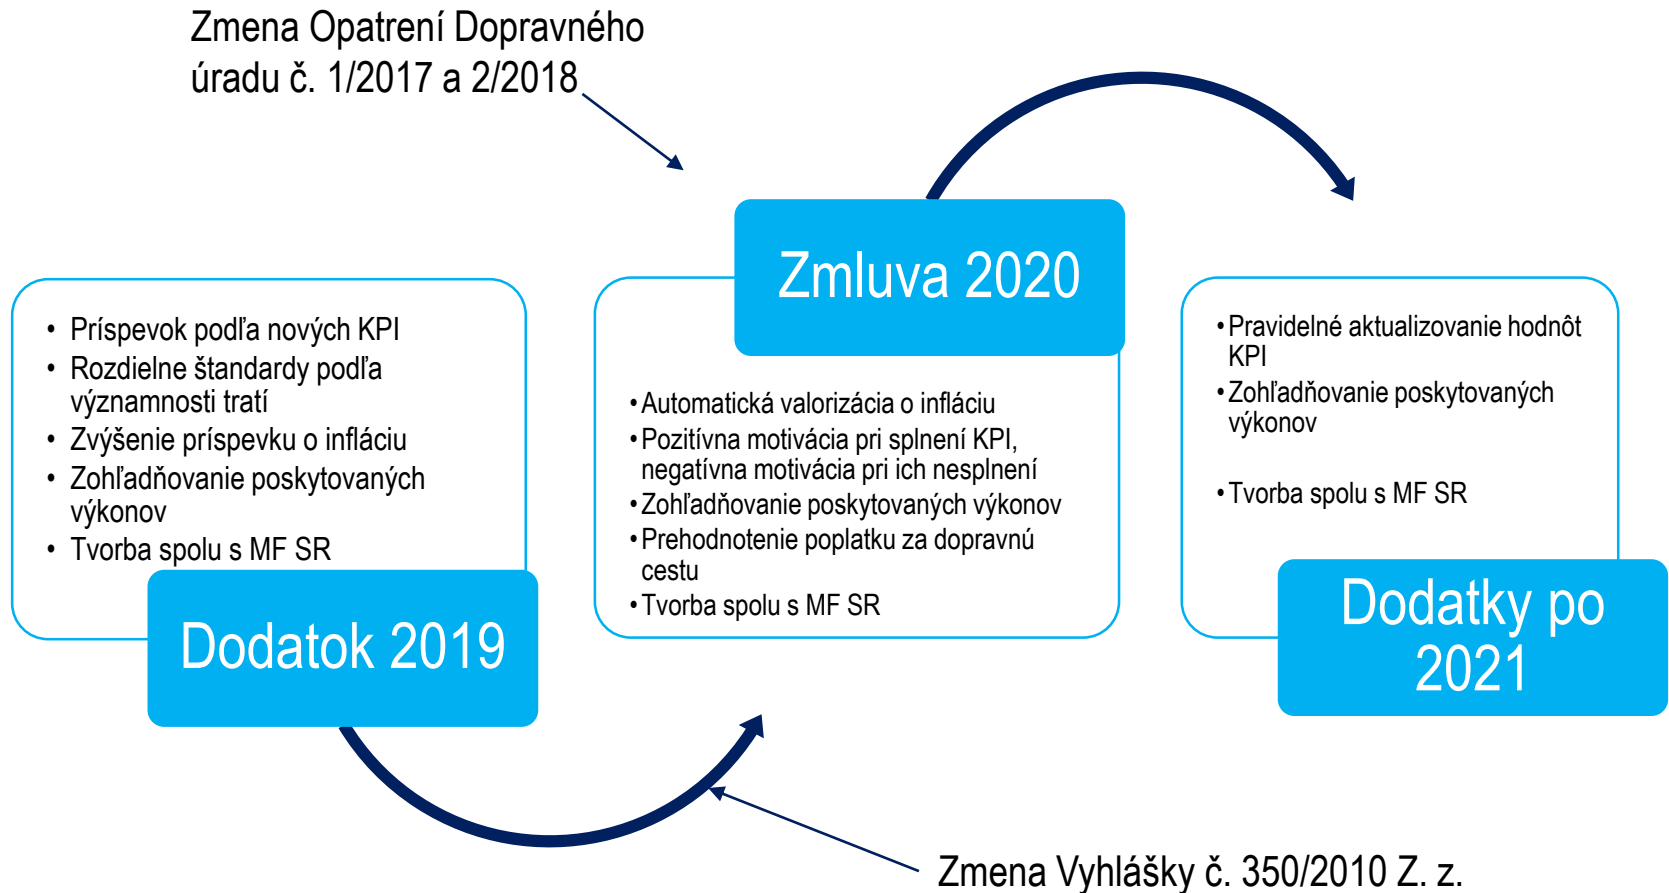 Zmena Opatrení Dopravného
úradu č. 1/2017 a 2/2018
• Príspevok podľa nových KPI
• Rozdielne štandardy podľa
významnosti tratí
• Zvýšenie príspevku o infláciu
• Zohľadňovanie poskytovaných
výkonov
• Tvorba spolu s MF SR
Dodatok 2019
Zmluva 2020
• Automatická valorizácia o infláciu
• Pozitívna motivácia pri splnení KPI,
negatívna motivácia pri ich nesplnení
• Zohľadňovanie poskytovaných výkonov
• Prehodnotenie poplatku za dopravnú
cestu
• Tvorba spolu s MF SR
• Pravidelné aktualizovanie hodnôt
KPI
• Zohľadňovanie poskytovaných
výkonov
• Tvorba spolu s MF SR
Dodatky po
2021
Zmena Vyhlášky č. 350/2010 Z. z.